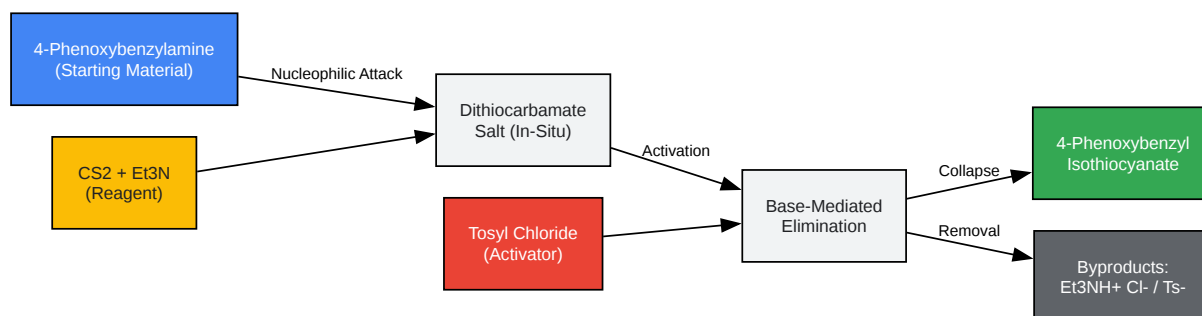 4-Phenoxybenzylamine
(Starting Material)
Nucleophilic Attack
CS2 + Et3N
(Reagent)
Dithiocarbamate
Salt (In-Situ)
Activation
Tosyl Chloride
(Activator)
Base-Mediated
Elimination
Collapse
4-Phenoxybenzyl
Isothiocyanate
Removal
Byproducts:
Et3NH+ Cl- / Ts-